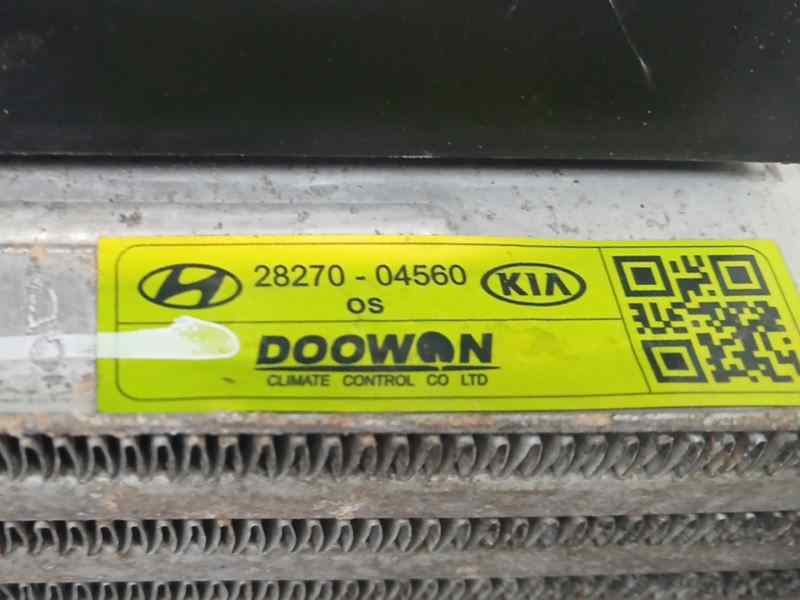 28270 - 04560 KIA
OS
DOOWON
CLIMATE CONTROL CO LTD